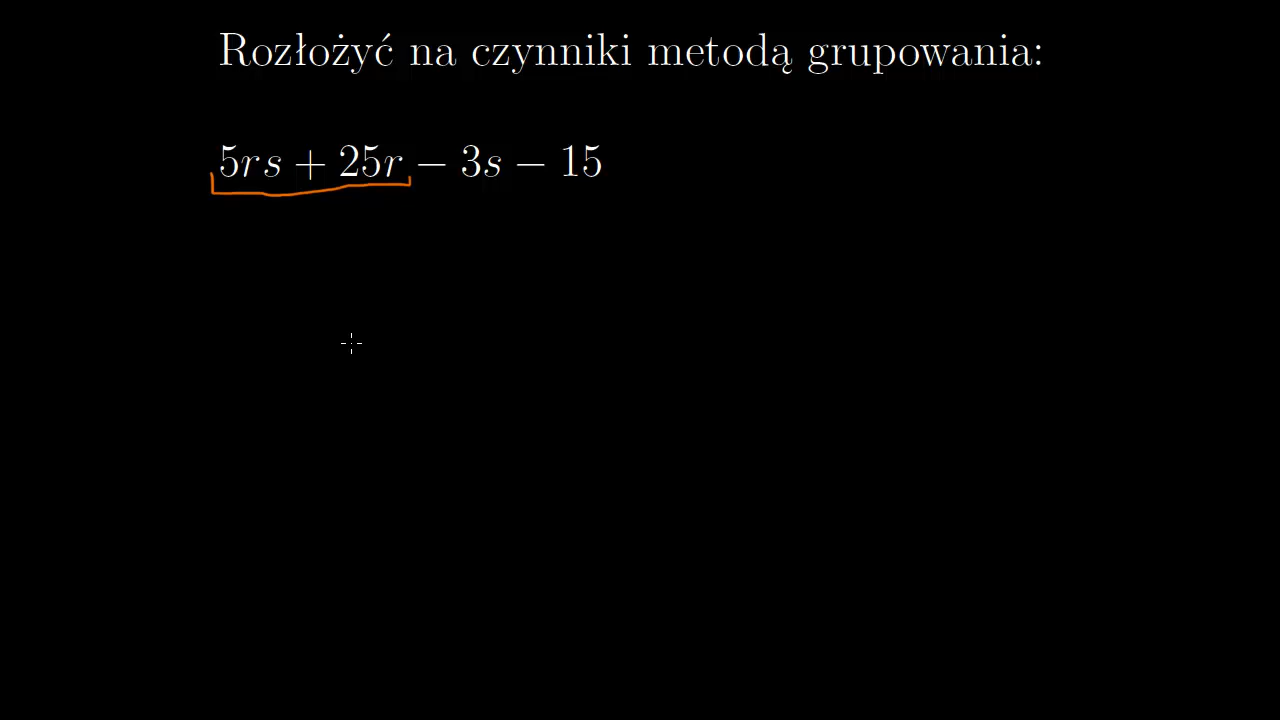 Rozłożyć na czynniki metodą grupowania:
5rs + 25r − 3s − 15